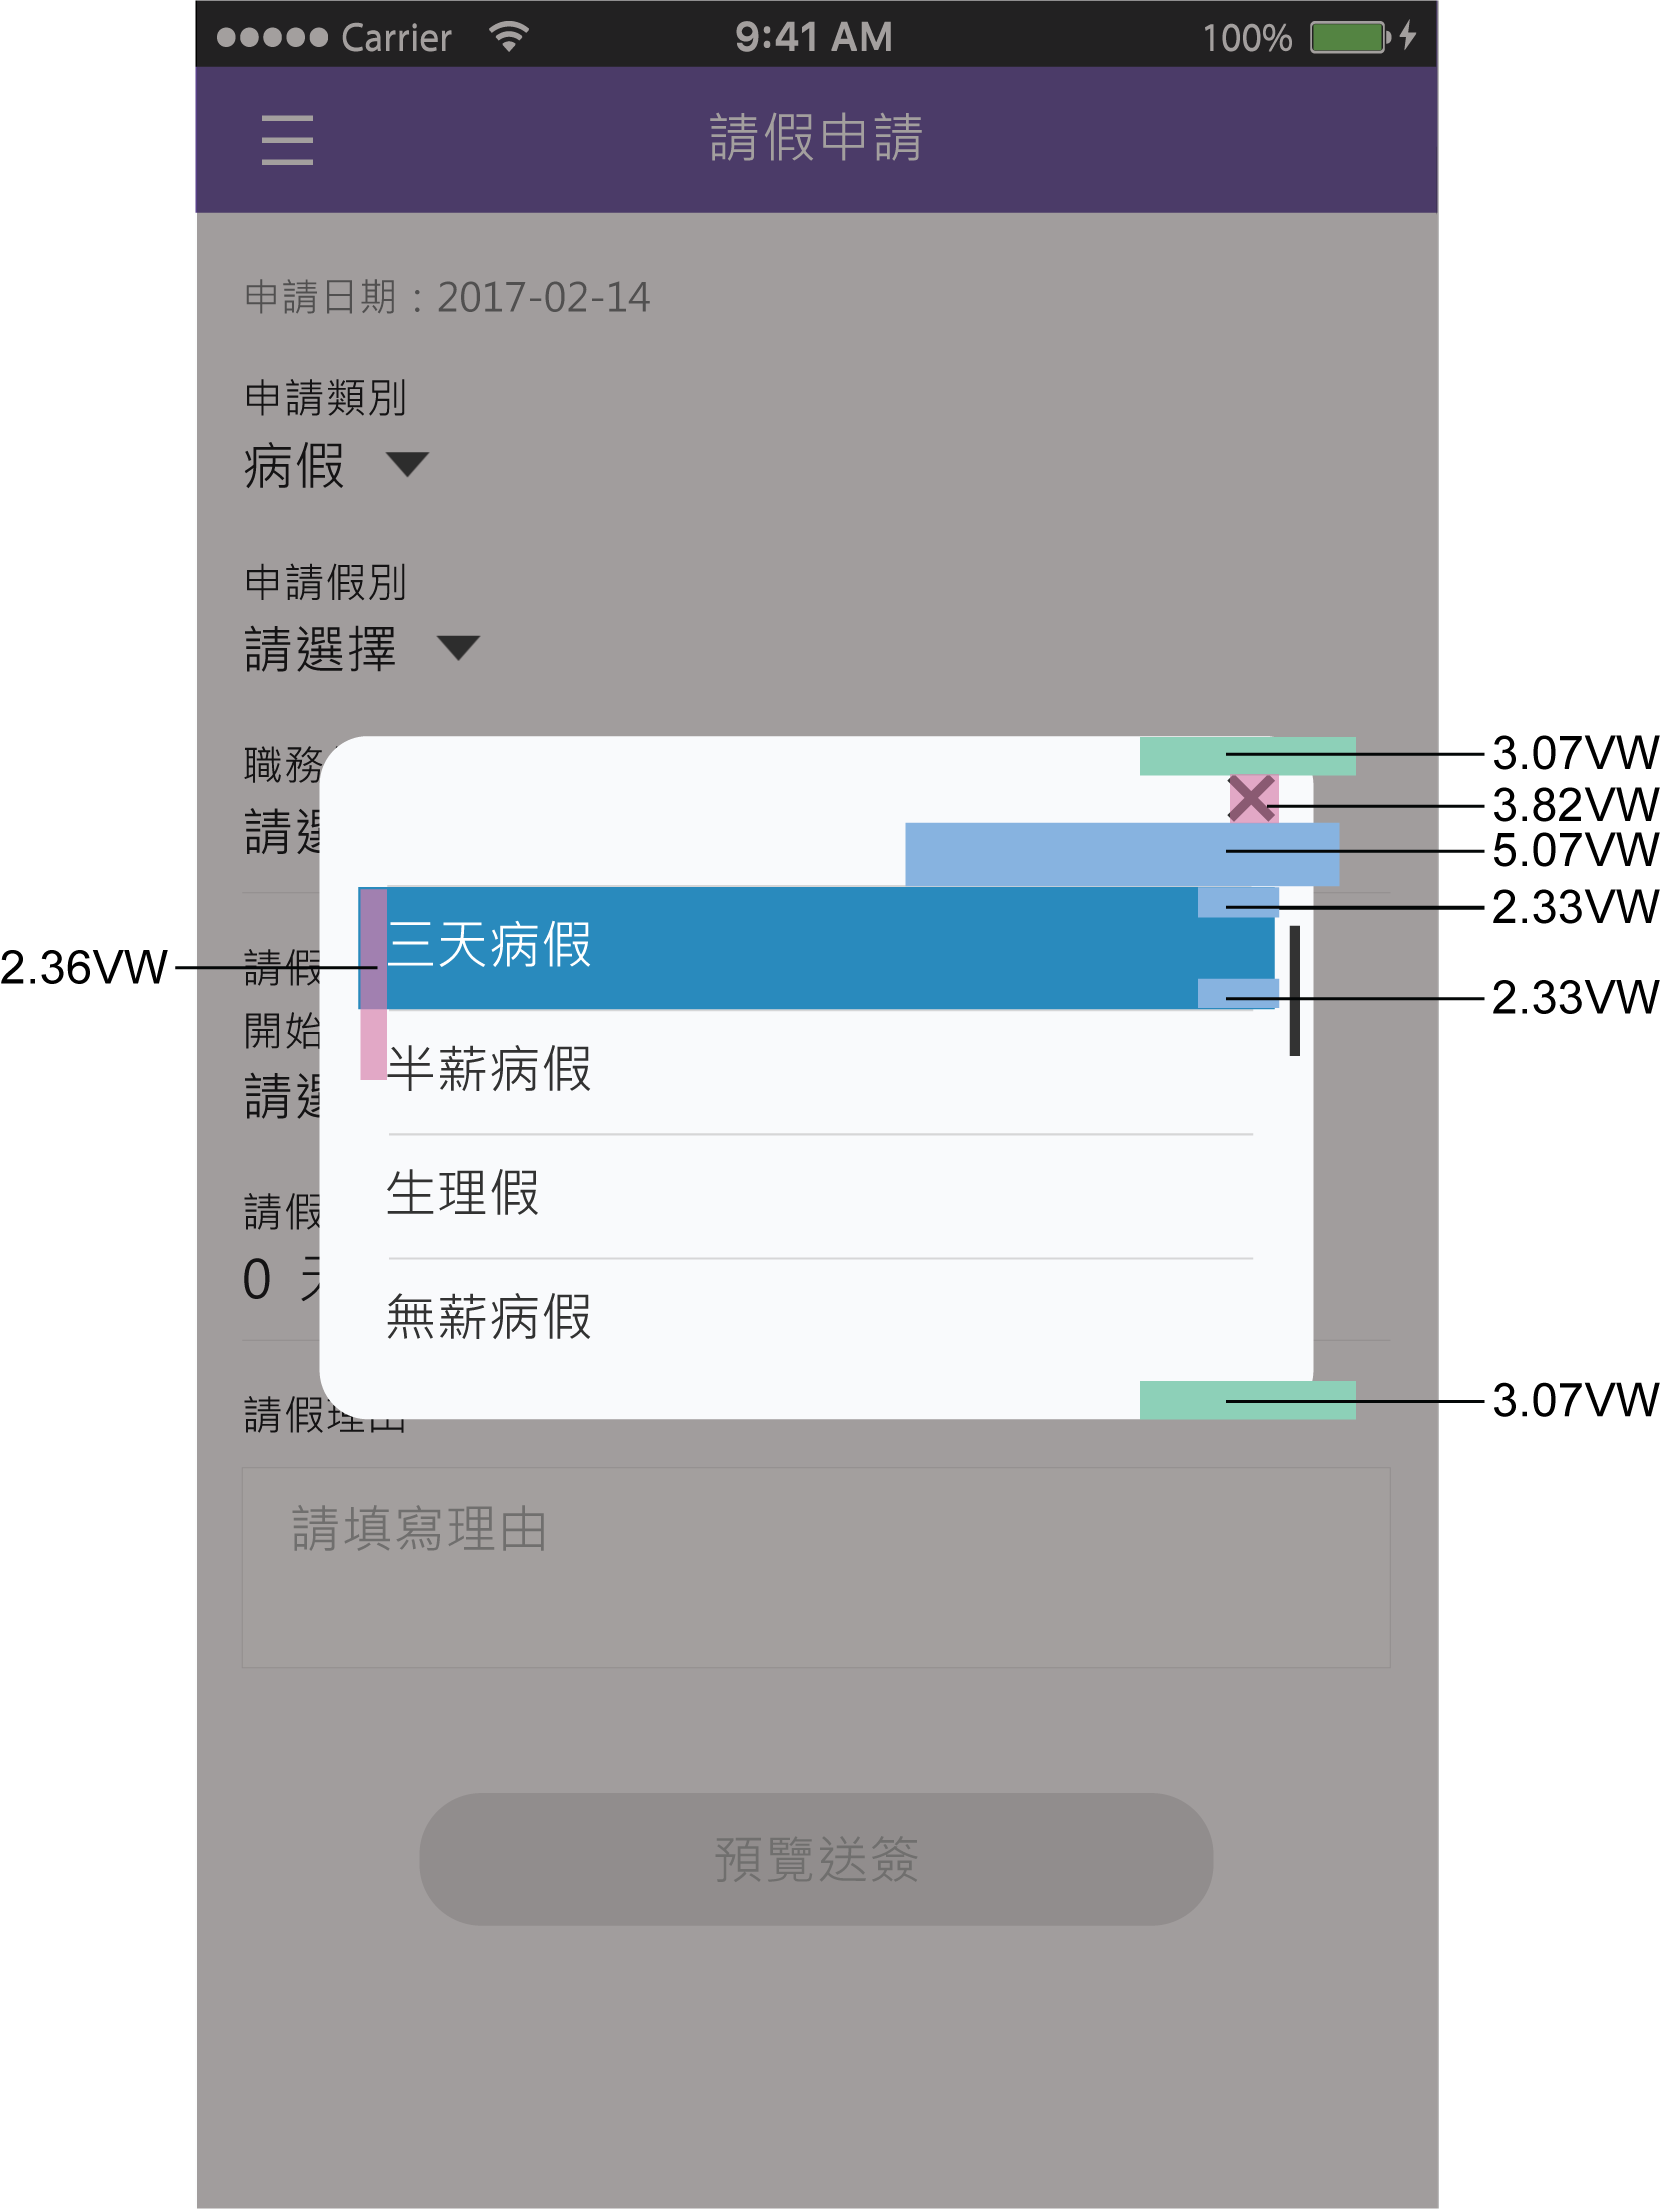 Carrier 9:41 AM 100%
請假申請
申請日期：2017-02-14
申請類別
病假
申請假別
請選擇
職務
3.07VW
3.82VW
請選
5.07VW
2.33VW
三天病假
2.36VW
請假
2.33VW
開始
半薪病假
請選
生理假
請假
0 天
無薪病假
3.07VW
請假理由
請填寫理由
預覽送簽